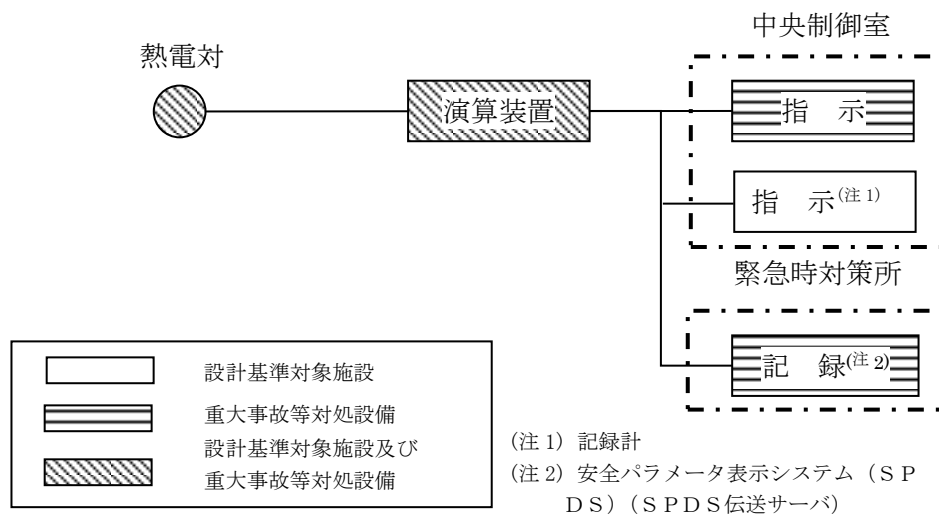 中央制御室
熱電対
演算装置
指　示
指　示(注1)
緊急時対策所
記　録(注2)
設計基準対象施設
重大事故等対処設備
設計基準対象施設及び
重大事故等対処設備
(注1) 記録計
(注2) 安全パラメータ表示システム（ＳＰ
ＤＳ）（ＳＰＤＳ伝送サーバ）